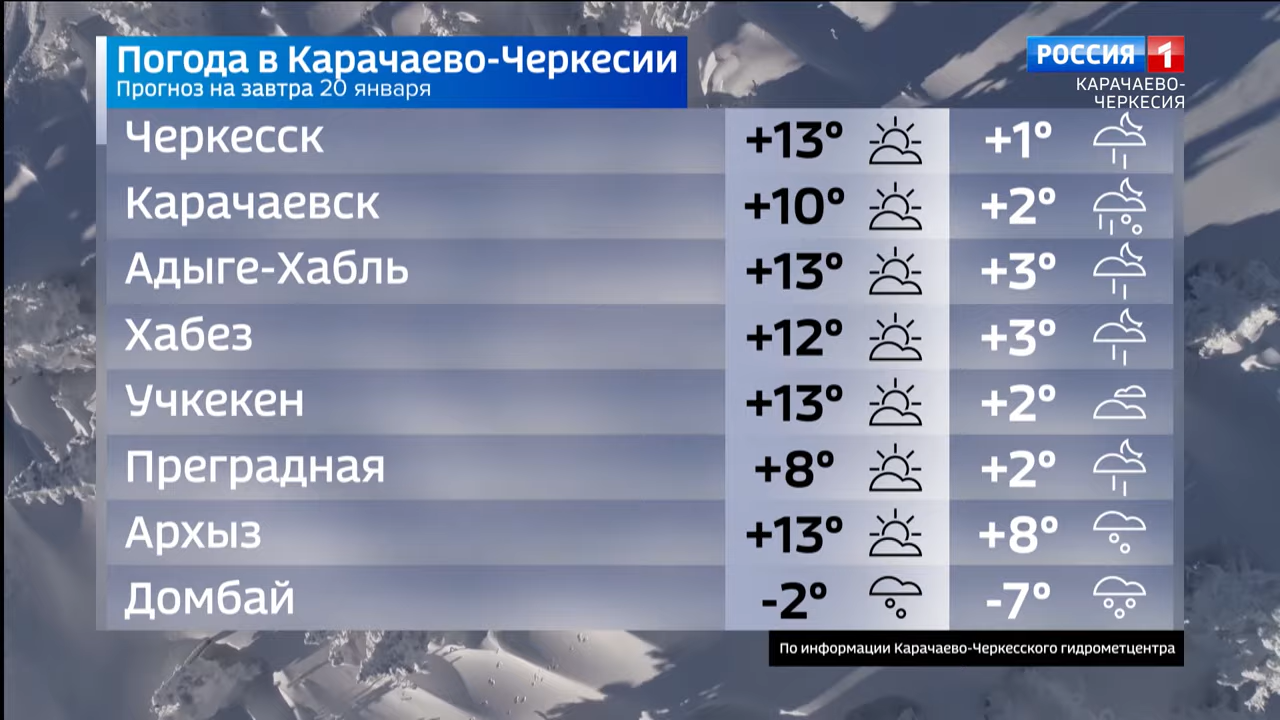 Погода в Карачаево-Черкесии
Прогноз на завтра 20 января
РОССИЯ 1
КАРАЧАЕВО-
ЧЕРКЕСИЯ
Черкесск +13° +1°
Карачаевск +10° +2°
Адыге-Хабль +13° +3°
Хабез +12° +3°
Учкекен +13° +2°
Преградная +8° +2°
Архыз +13° +8°
Домбай -2° -7°
По информации Карачаево-Черкесского гидрометцентра